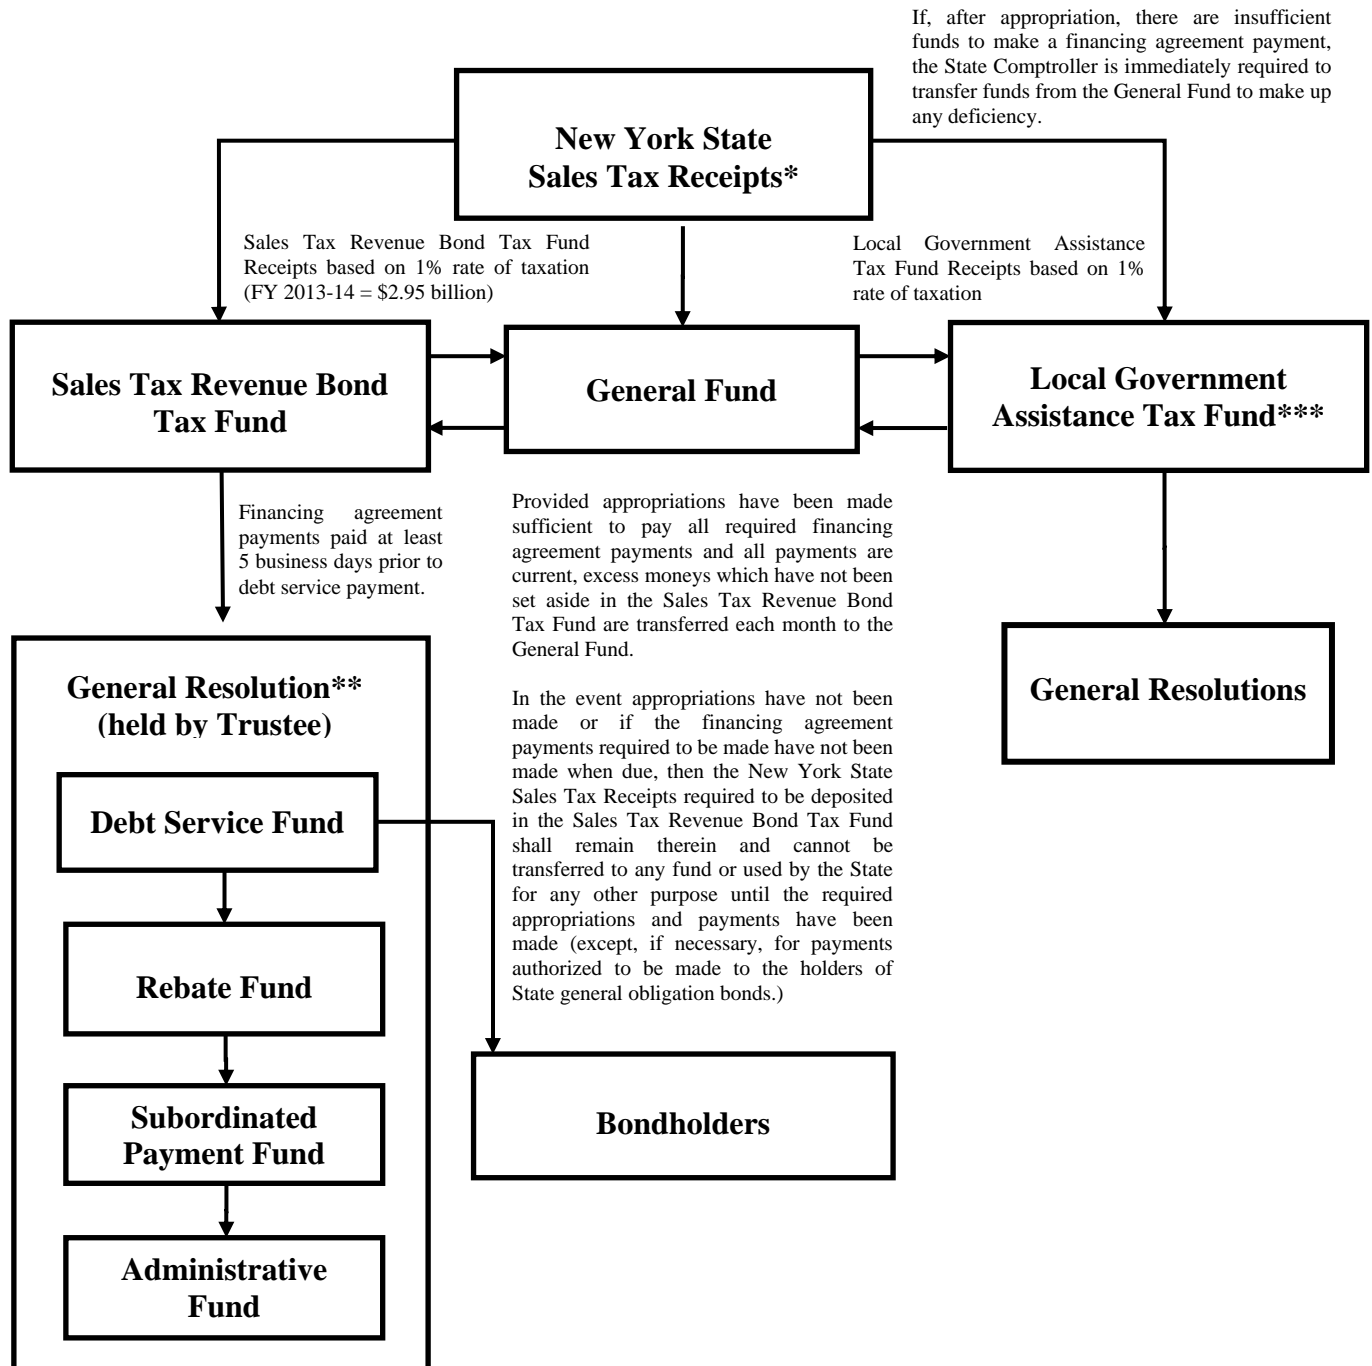 If, after appropriation, there are insufficient
funds to make a financing agreement payment,
the State Comptroller is immediately required to
transfer funds from the General Fund to make up
any deficiency.
New York State
Sales Tax Receipts*
Sales Tax Revenue Bond Tax Fund
Receipts based on 1% rate of taxation
(FY 2013-14 = $2.95 billion)
Local Government Assistance
Tax Fund Receipts based on 1%
rate of taxation
Sales Tax Revenue Bond
Tax Fund
General Fund
Local Government
Assistance Tax Fund***
Financing agreement
payments paid at least
5 business days prior to
debt service payment.
Provided appropriations have been made
sufficient to pay all required financing
agreement payments and all payments are
current, excess moneys which have not been
set aside in the Sales Tax Revenue Bond
Tax Fund are transferred each month to the
General Fund.
In the event appropriations have not been
made or if the financing agreement
payments required to be made have not been
made when due, then the New York State
Sales Tax Receipts required to be deposited
in the Sales Tax Revenue Bond Tax Fund
shall remain therein and cannot be
transferred to any fund or used by the State
for any other purpose until the required
appropriations and payments have been
made (except, if necessary, for payments
authorized to be made to the holders of
State general obligation bonds.)
General Resolutions
General Resolution**
(held by Trustee)
Debt Service Fund
Rebate Fund
Subordinated
Payment Fund
Administrative
Fund
Bondholders